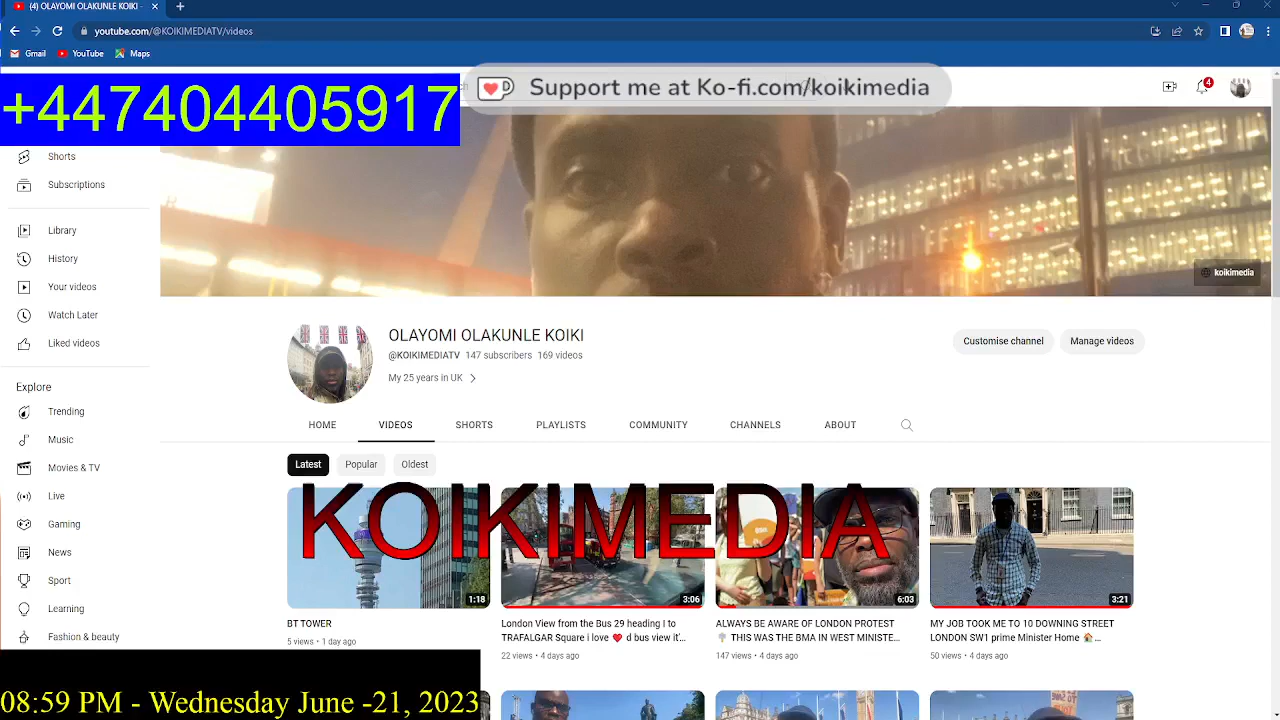 (4) OLAYOMI OLAKUNLE KOIKI -
youtube.com/@KOIKIMEDIATV/videos
Gmail
YouTube
Maps
+447404405917
Support me at Ko-fi.com/koikimedia
4
koikimedia
Shorts
Subscriptions
Library
History
Your videos
Watch Later
Liked videos
Explore
Trending
Music
Movies & TV
Live
Gaming
News
Sport
Learning
Fashion & beauty
OLAYOMI OLAKUNLE KOIKI
@KOIKIMEDIATV 147 subscribers 169 videos
My 25 years in UK
Customise channel
Manage videos
HOME
VIDEOS
SHORTS
PLAYLISTS
COMMUNITY
CHANNELS
ABOUT
Latest
Popular
Oldest
KOIKIMEDIA
1:18
3:06
6:03
3:21
BT TOWER
5 views • 1 day ago
London View from the Bus 29 heading I to
TRAFALGAR Square i love ❤️ d bus view it'...
22 views • 4 days ago
ALWAYS BE AWARE OF LONDON PROTEST
🪧 THIS WAS THE BMA IN WEST MINISTE...
147 views • 4 days ago
MY JOB TOOK ME TO 10 DOWNING STREET
LONDON SW1 prime Minister Home 🏠...
50 views • 4 days ago
08:59 PM - Wednesday June -21, 2023